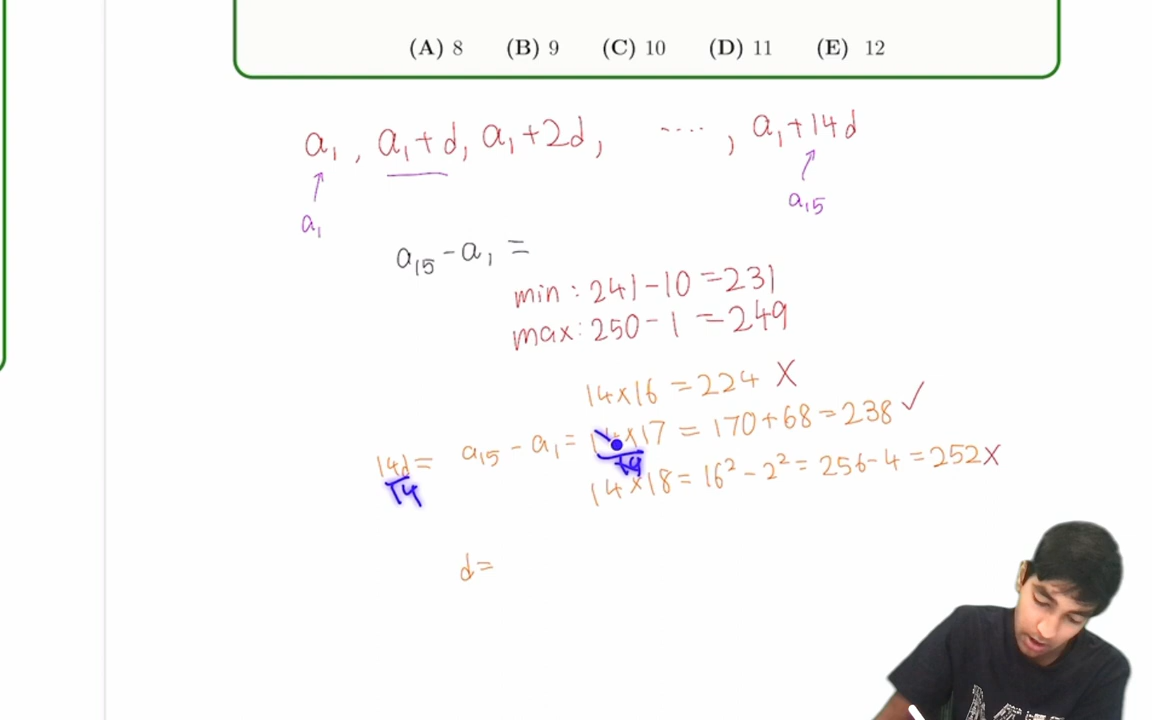 (A) 8 (B) 9 (C) 10 (D) 11 (E) 12
a₁, a₁+d, a₁+2d, ...., a₁+14d
↑ ↑
a₁ a₁₅
a₁₅-a₁ =
min: 241-10=231
max: 250-1=249
14×16=224 X
14d= a₁₅-a₁= 14×17=170+68=238✓
14 14
14×18=16²-2²=256-4=252X
d=